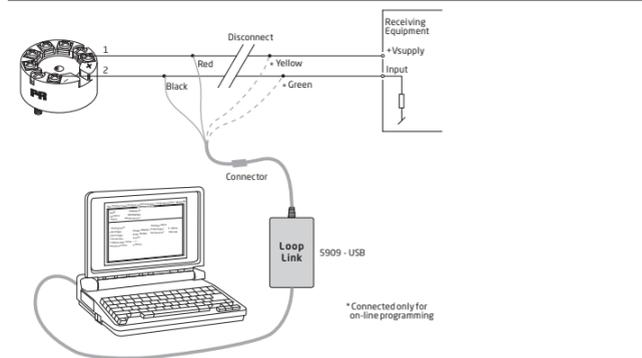 Receiving
Equipment
Disconnect
1
+Vsupply
Red
* Yellow
2
Input
Black
* Green
PR
Connector
Loop
Link
5909 - USB
* Connected only for
on-line programming